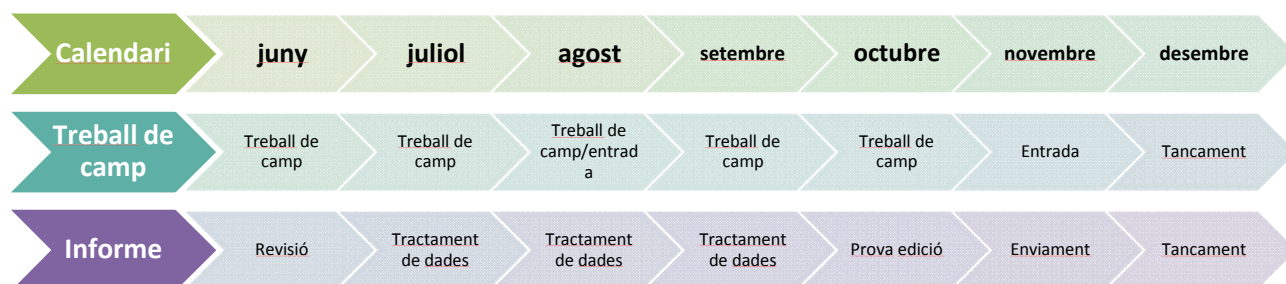 Calendari juny juliol agost setembre octubre novembre desembre
Treball de
camp
Treball de
camp
Treball de
camp
Treball de
camp/entrad
a
Treball de
camp
Treball de
camp
Entrada
Tancament
Informe
Revisió
Tractament
de dades
Tractament
de dades
Tractament
de dades
Prova edició
Enviament
Tancament